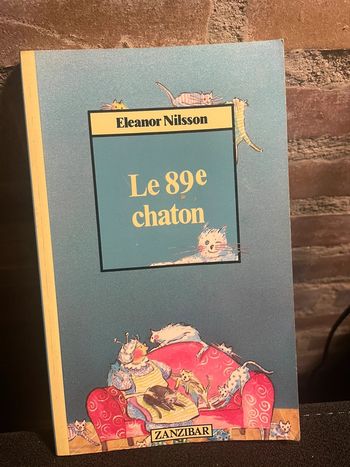 Eleanor Nilsson
Le 89e
chaton
ZANZIBAR